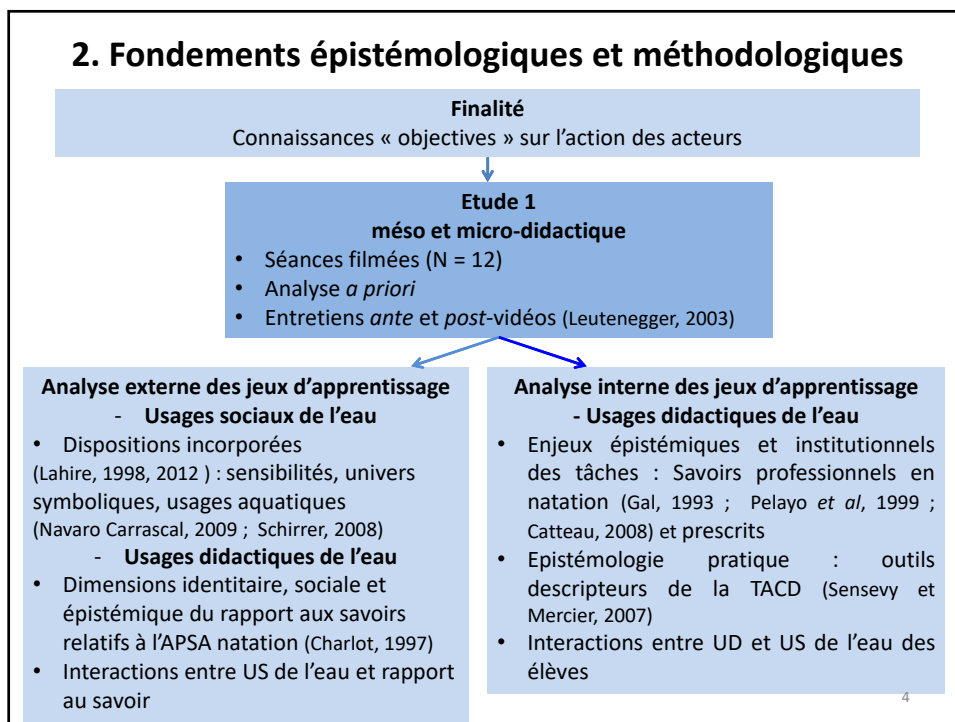 2. Fondements épistémologiques et méthodologiques
Finalité
Connaissances « objectives » sur l’action des acteurs
Etude 1
méso et micro-didactique
• Séances filmées (N = 12)
• Analyse a priori
• Entretiens ante et post-vidéos (Leutenegger, 2003)
Analyse externe des jeux d’apprentissage
- Usages sociaux de l’eau
• Dispositions incorporées
(Lahire, 1998, 2012 ) : sensibilités, univers
symboliques, usages aquatiques
(Navaro Carrascal, 2009 ; Schirrer, 2008)
- Usages didactiques de l’eau
• Dimensions identitaire, sociale et
épistémique du rapport aux savoirs
relatifs à l’APSA natation (Charlot, 1997)
• Interactions entre US de l’eau et rapport
au savoir
Analyse interne des jeux d’apprentissage
- Usages didactiques de l’eau
• Enjeux épistémiques et institutionnels
des tâches : Savoirs professionnels en
natation (Gal, 1993 ; Pelayo et al, 1999 ;
Catteau, 2008) et prescrits
• Epistémologie pratique : outils
descripteurs de la TACD (Sensevy et
Mercier, 2007)
• Interactions entre UD et US de l’eau des
élèves
4